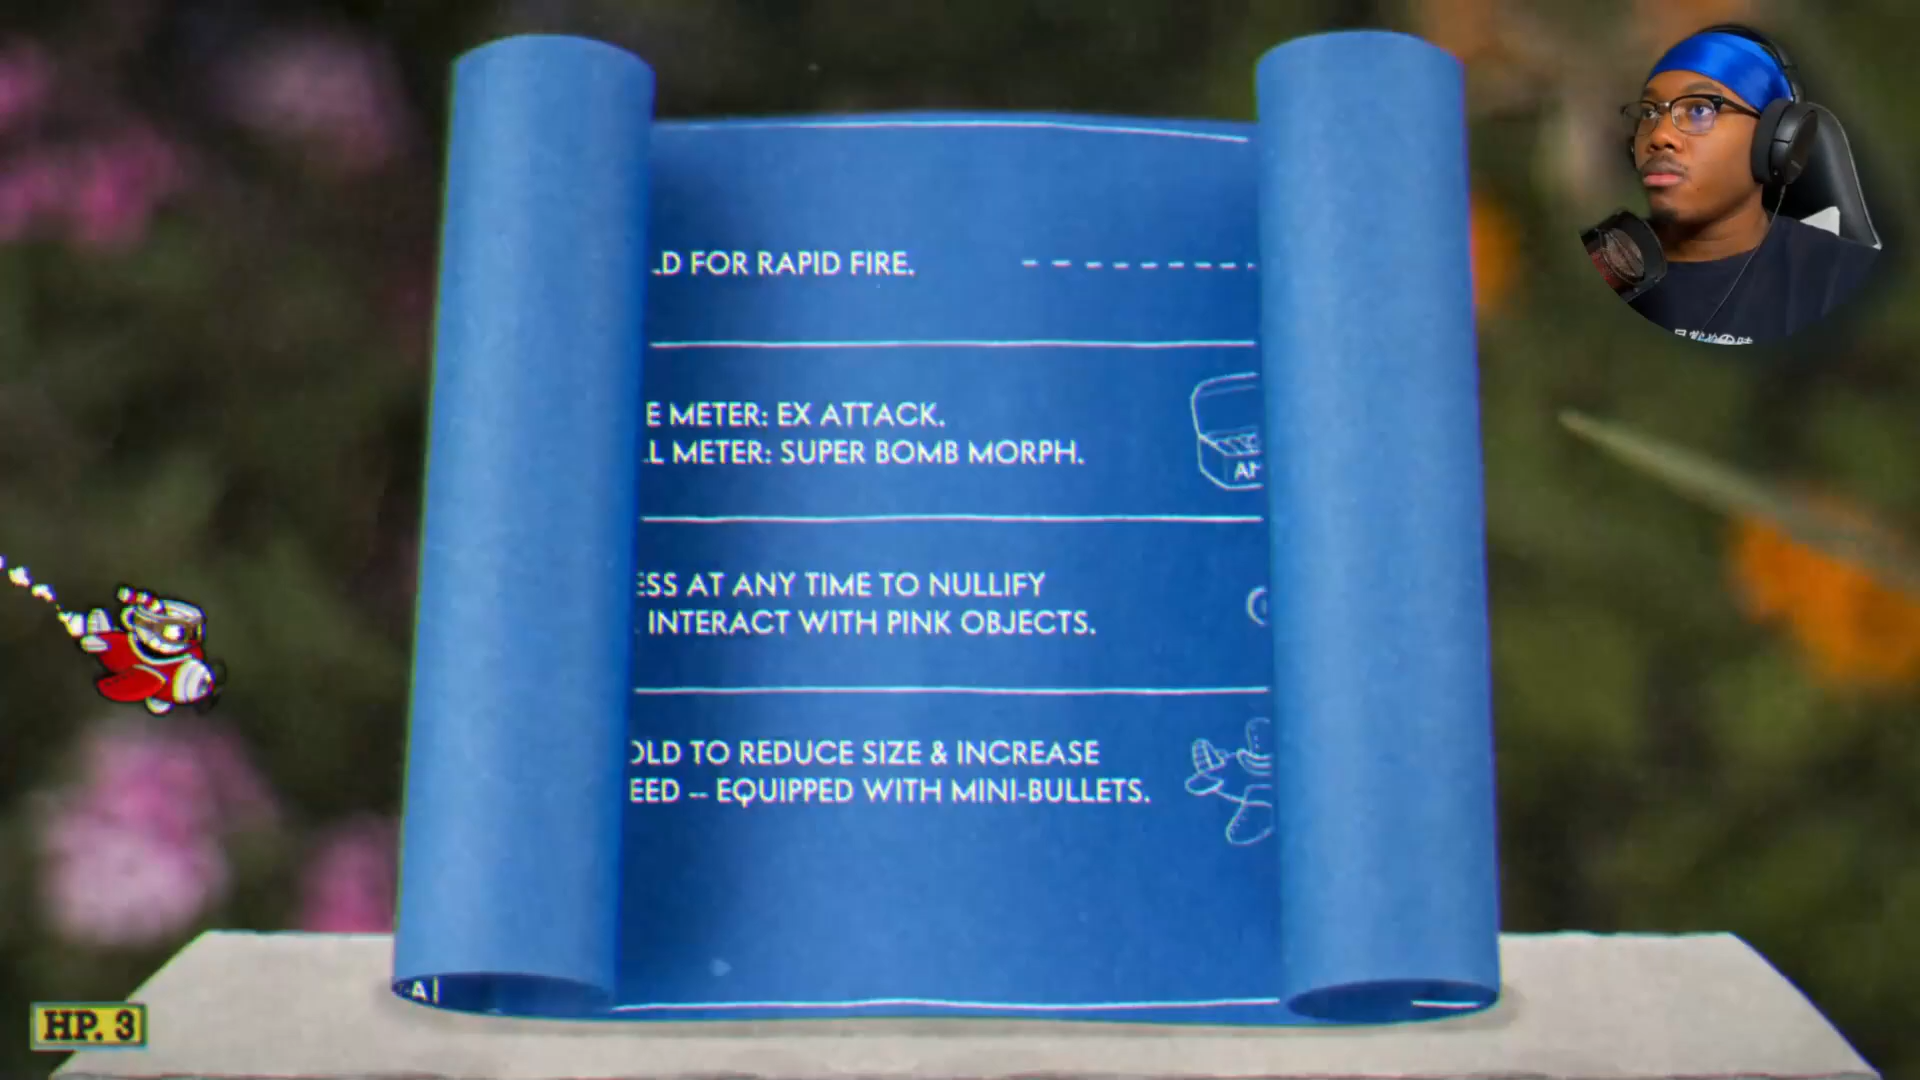 .D FOR RAPID FIRE.
E METER: EX ATTACK.
.L METER: SUPER BOMB MORPH.
ESS AT ANY TIME TO NULLIFY
INTERACT WITH PINK OBJECTS.
OLD TO REDUCE SIZE & INCREASE
EED -- EQUIPPED WITH MINI-BULLETS.
-A
HP. 3